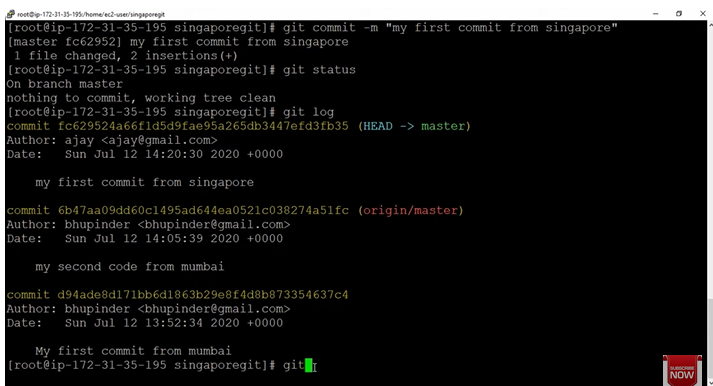 root@ip-172-31-35-195:/home/ec2-user/singaporegit
[root@ip-172-31-35-195 singaporegit]# git commit -m "my first commit from singapore"
[master fc62952] my first commit from singapore
 1 file changed, 2 insertions(+)
[root@ip-172-31-35-195 singaporegit]# git status
On branch master
nothing to commit, working tree clean
[root@ip-172-31-35-195 singaporegit]# git log
commit fc629524a66f1d5d9fae95a265db3447efd3fb35 (HEAD -> master)
Author: ajay <ajay@gmail.com>
Date:   Sun Jul 12 14:20:30 2020 +0000
    my first commit from singapore
commit 6b47aa09dd60c1495ad644ea0521c038274a51fc (origin/master)
Author: bhupinder <bhupinder@gmail.com>
Date:   Sun Jul 12 14:05:39 2020 +0000
    my second code from mumbai
commit d94ade8d171bb6d1863b29e8f4d8b873354637c4
Author: bhupinder <bhupinder@gmail.com>
Date:   Sun Jul 12 13:52:34 2020 +0000
    My first commit from mumbai
[root@ip-172-31-35-195 singaporegit]# git
SUBSCRIBE
NOW